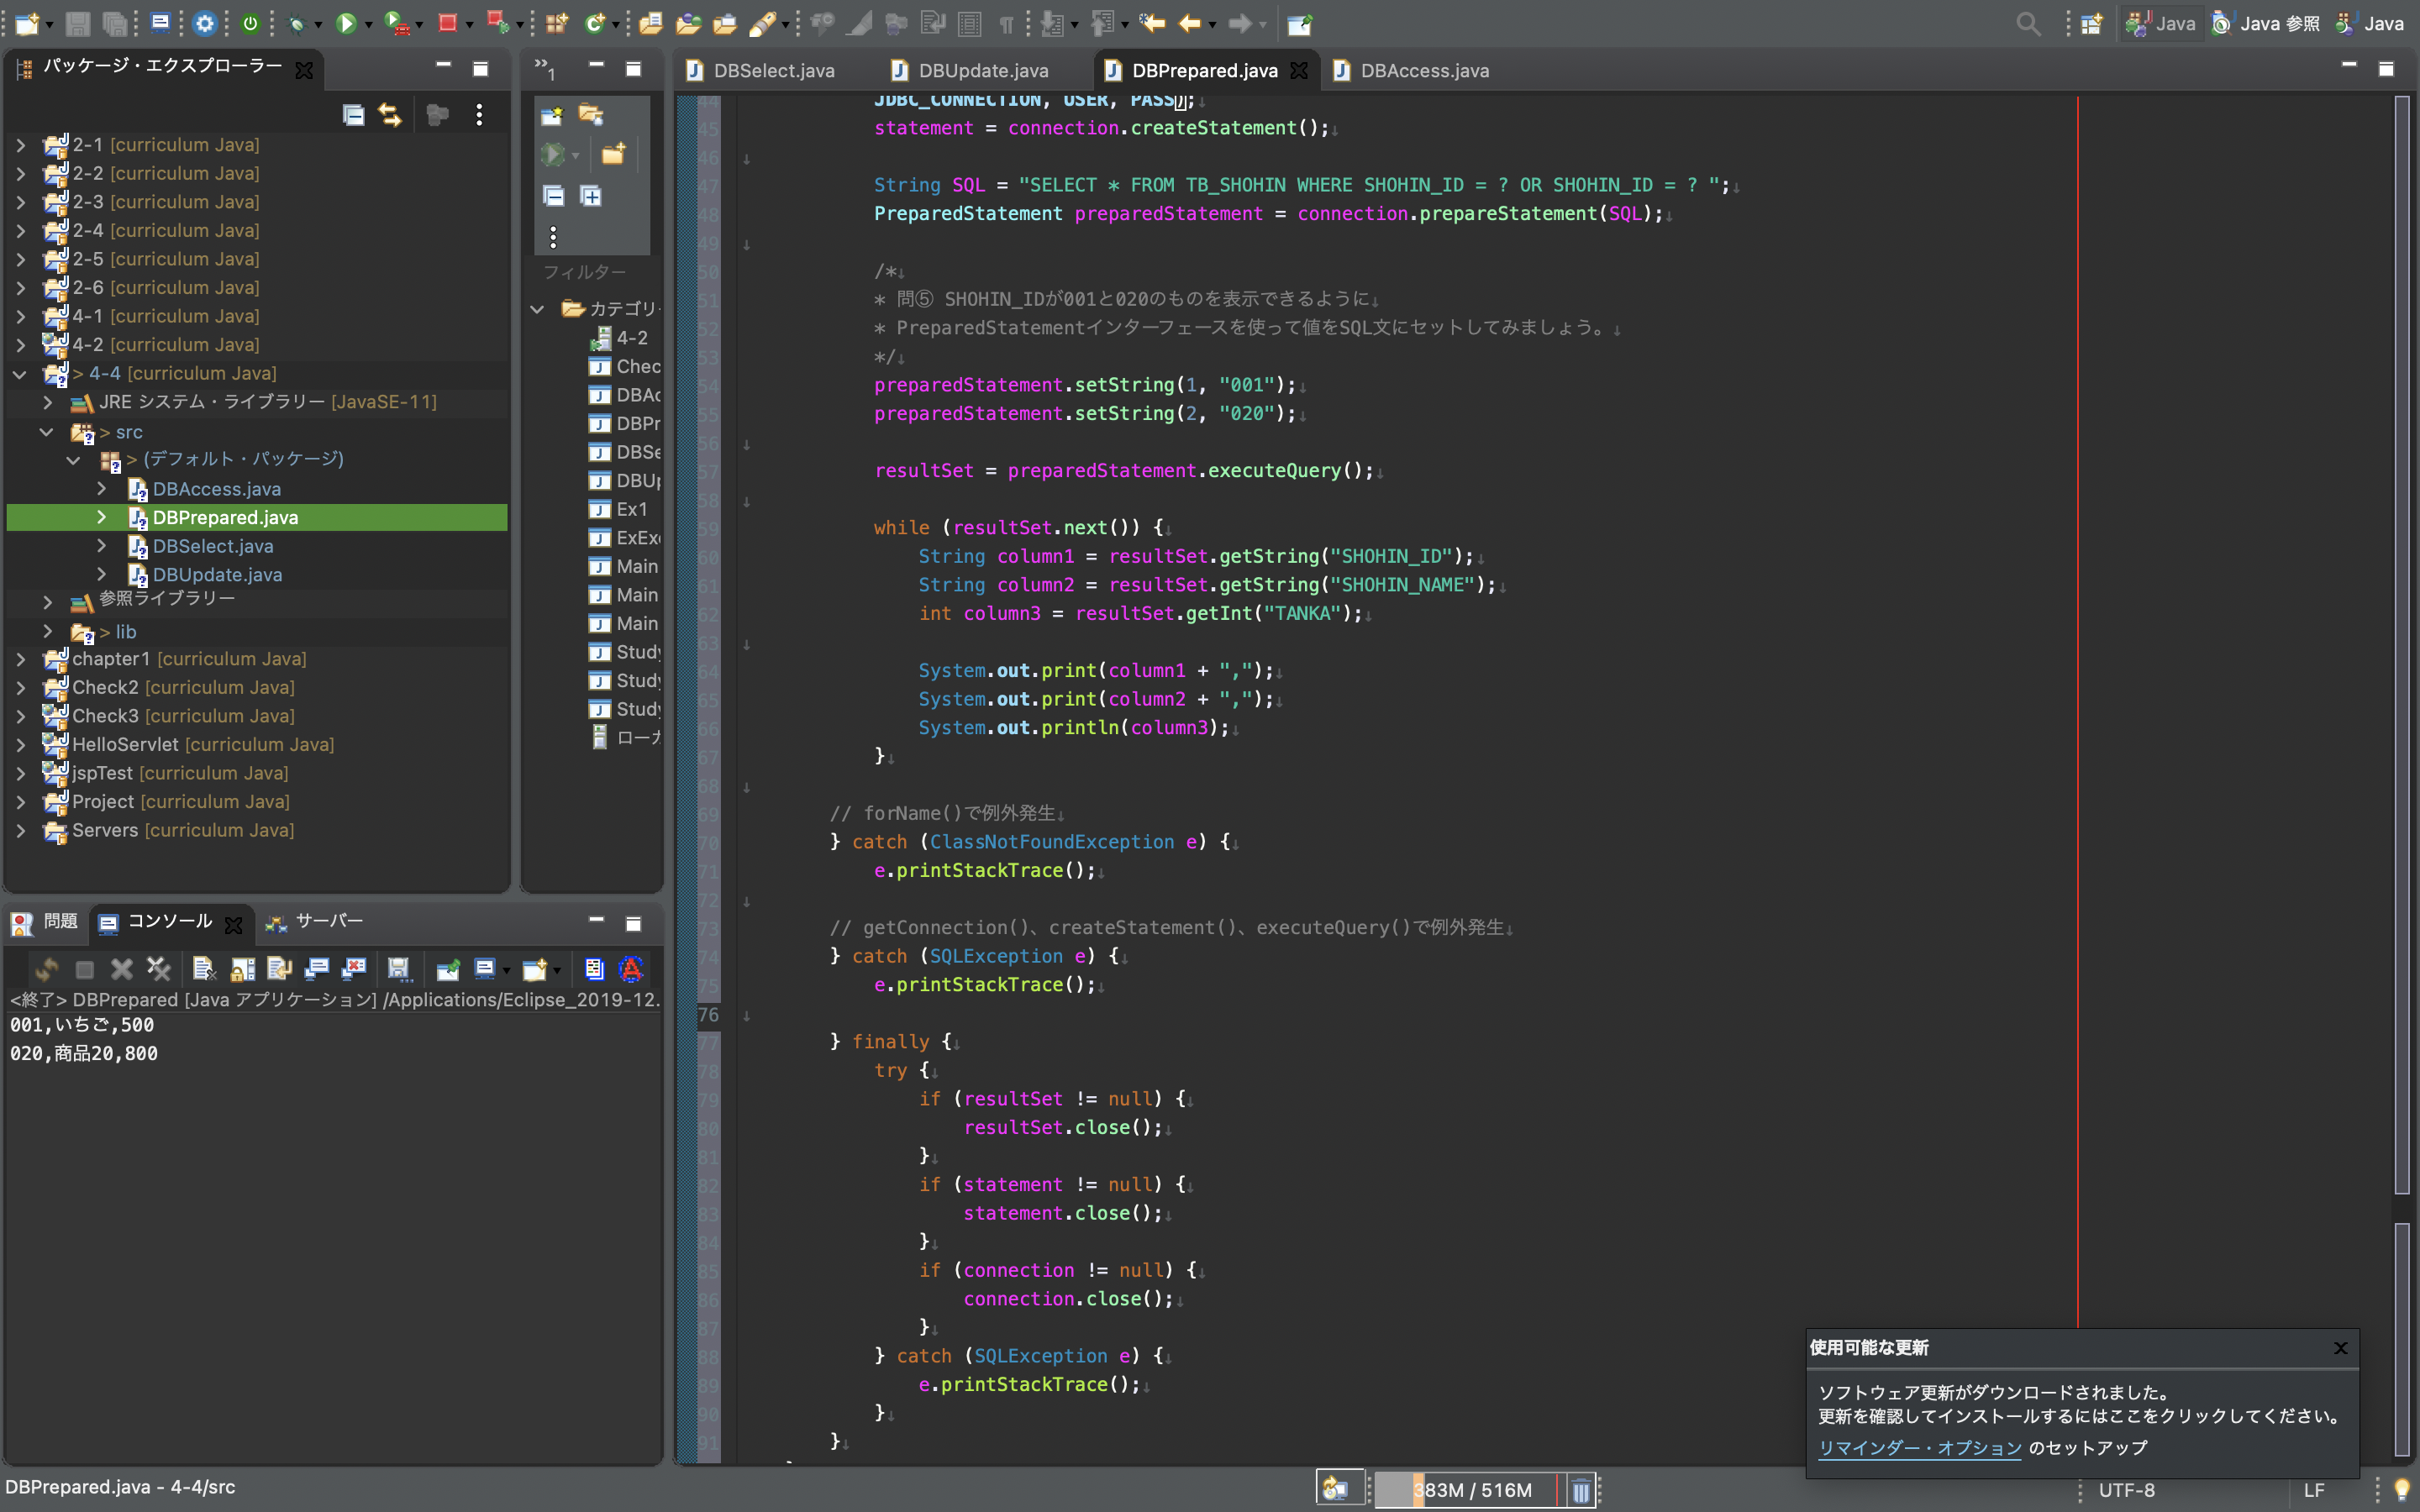 Java
Java 参照
Java
パッケージ・エクスプローラー
2-1 [curriculum Java]
2-2 [curriculum Java]
2-3 [curriculum Java]
2-4 [curriculum Java]
2-5 [curriculum Java]
2-6 [curriculum Java]
4-1 [curriculum Java]
4-2 [curriculum Java]
> 4-4 [curriculum Java]
JRE システム・ライブラリー [JavaSE-11]
> src
> (デフォルト・パッケージ)
DBAccess.java
DBPrepared.java
DBSelect.java
DBUpdate.java
参照ライブラリー
> lib
chapter1 [curriculum Java]
Check2 [curriculum Java]
Check3 [curriculum Java]
HelloServlet [curriculum Java]
jspTest [curriculum Java]
Project [curriculum Java]
Servers [curriculum Java]
»1
フィルター
カテゴリ
4-2
Chec
DBAc
DBPr
DBSe
DBUp
Ex1
ExExc
Main
Main
Main
Study
Study
Study
ローカ
DBSelect.java
DBUpdate.java
DBPrepared.java
DBAccess.java
44 JDBC_CONNECTION, USER, PASS);↓
45 statement = connection.createStatement();↓
46 ↓
47 String SQL = "SELECT * FROM TB_SHOHIN WHERE SHOHIN_ID = ? OR SHOHIN_ID = ? ";↓
48 PreparedStatement preparedStatement = connection.prepareStatement(SQL);↓
49 ↓
50 /*↓
51 * 問⑤ SHOHIN_IDが001と020のものを表示できるように↓
52 * PreparedStatementインターフェースを使って値をSQL文にセットしてみましょう。↓
53 */↓
54 preparedStatement.setString(1, "001");↓
55 preparedStatement.setString(2, "020");↓
56 ↓
57 resultSet = preparedStatement.executeQuery();↓
58 ↓
59 while (resultSet.next()) {↓
60 String column1 = resultSet.getString("SHOHIN_ID");↓
61 String column2 = resultSet.getString("SHOHIN_NAME");↓
62 int column3 = resultSet.getInt("TANKA");↓
63 ↓
64 System.out.print(column1 + ",");↓
65 System.out.print(column2 + ",");↓
66 System.out.println(column3);↓
67 }↓
68 ↓
69 // forName()で例外発生↓
70 } catch (ClassNotFoundException e) {↓
71 e.printStackTrace();↓
72 ↓
73 // getConnection()、createStatement()、executeQuery()で例外発生↓
74 } catch (SQLException e) {↓
75 e.printStackTrace();↓
76 ↓
77 } finally {↓
78 try {↓
79 if (resultSet != null) {↓
80 resultSet.close();↓
81 }↓
82 if (statement != null) {↓
83 statement.close();↓
84 }↓
85 if (connection != null) {↓
86 connection.close();↓
87 }↓
88 } catch (SQLException e) {↓
89 e.printStackTrace();↓
90 }↓
91 }↓
問題
コンソール
サーバー
<終了> DBPrepared [Java アプリケーション] /Applications/Eclipse_2019-12.
001,いちご,500
020,商品20,800
使用可能な更新
ソフトウェア更新がダウンロードされました。
更新を確認してインストールするにはここをクリックしてください。
リマインダー・オプション のセットアップ
DBPrepared.java - 4-4/src
383M / 516M
UTF-8
LF